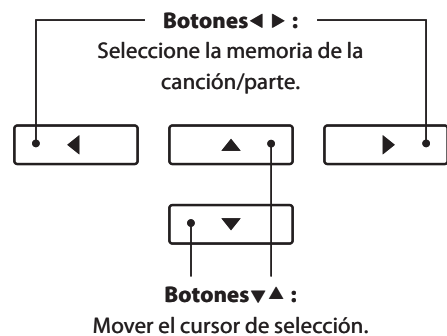 Botones◀ ▶ :
Seleccione la memoria de la
canción/parte.
Botones▼▲ :
Mover el cursor de selección.